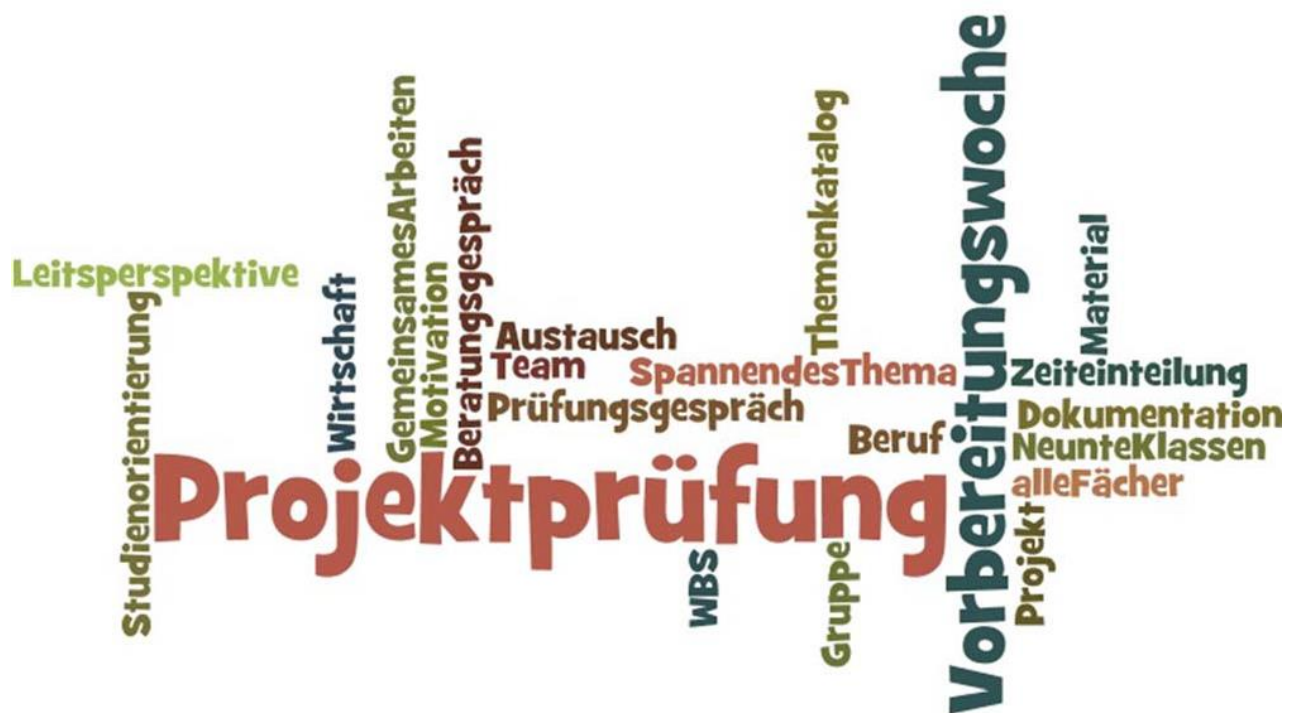 Leitsperspektive
Studienorientierung
Wirtschaft
GemeinsamesArbeiten
Motivation
Beratungsgespräch
Austausch
Team
SpannendesThema
Prüfungsgespräch
Themenkatalog
Beruf
Projektprüfung
WBS
Gruppe
Vorbereitungswoche
Material
Zeiteinteilung
Dokumentation
NeunteKlassen
alleFächer
Projekt